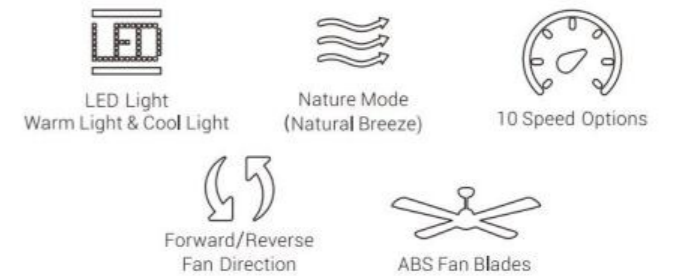 LED
LED Light
Warm Light & Cool Light
Nature Mode
(Natural Breeze)
10 Speed Options
Forward/Reverse
Fan Direction
ABS Fan Blades